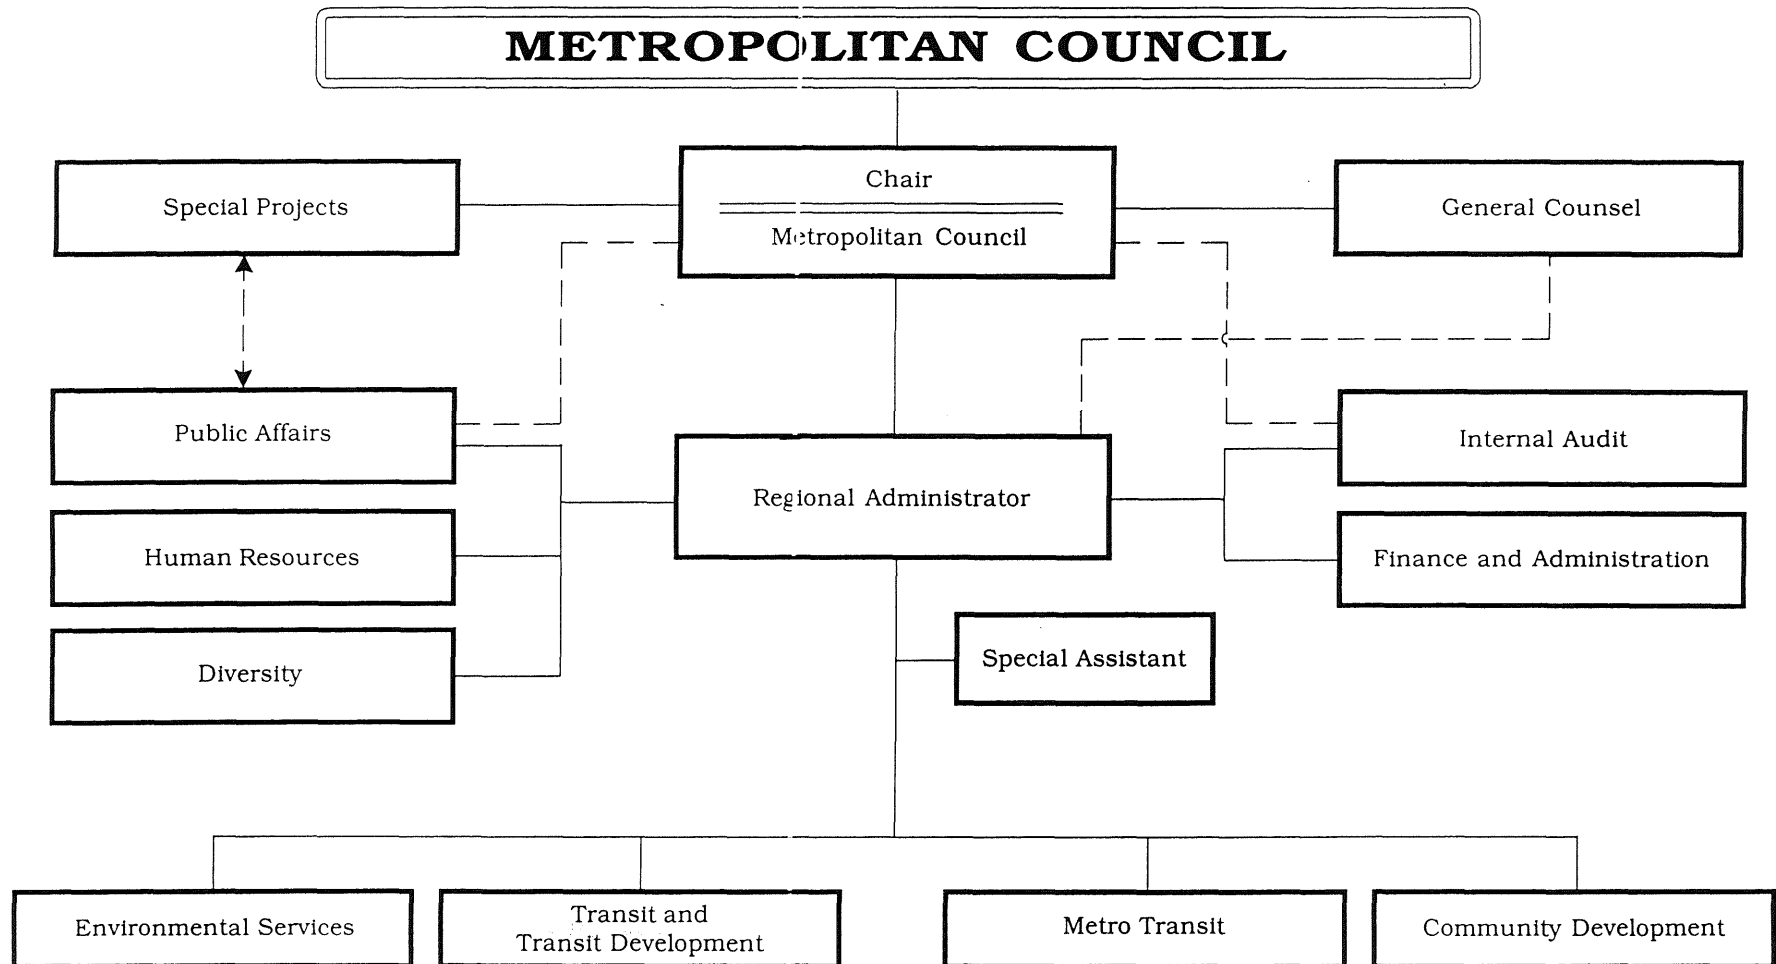 METROPOLITAN COUNCIL
Chair
Metropolitan Council
Special Projects
General Counsel
Public Affairs
Internal Audit
Regional Administrator
Human Resources
Finance and Administration
Special Assistant
Diversity
Environmental Services
Transit and
Transit Development
Metro Transit
Community Development